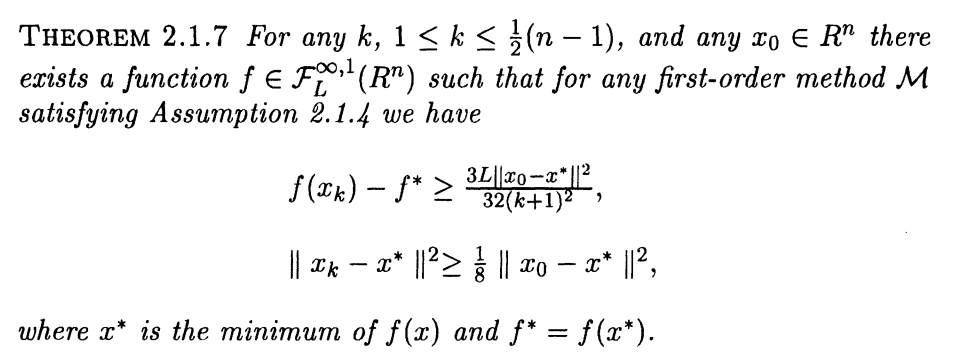 THEOREM 2.1.7 For any k, 1 ≤ k ≤ ½(n − 1), and any x₀ ∈ Rⁿ there
exists a function f ∈ 𝓕_L^{∞,1}(Rⁿ) such that for any first-order method 𝓜
satisfying Assumption 2.1.4 we have
f(x_k) − f* ≥ 3L||x₀−x*||² / 32(k+1)²,
|| x_k − x* ||² ≥ ⅛ || x₀ − x* ||²,
where x* is the minimum of f(x) and f* = f(x*).